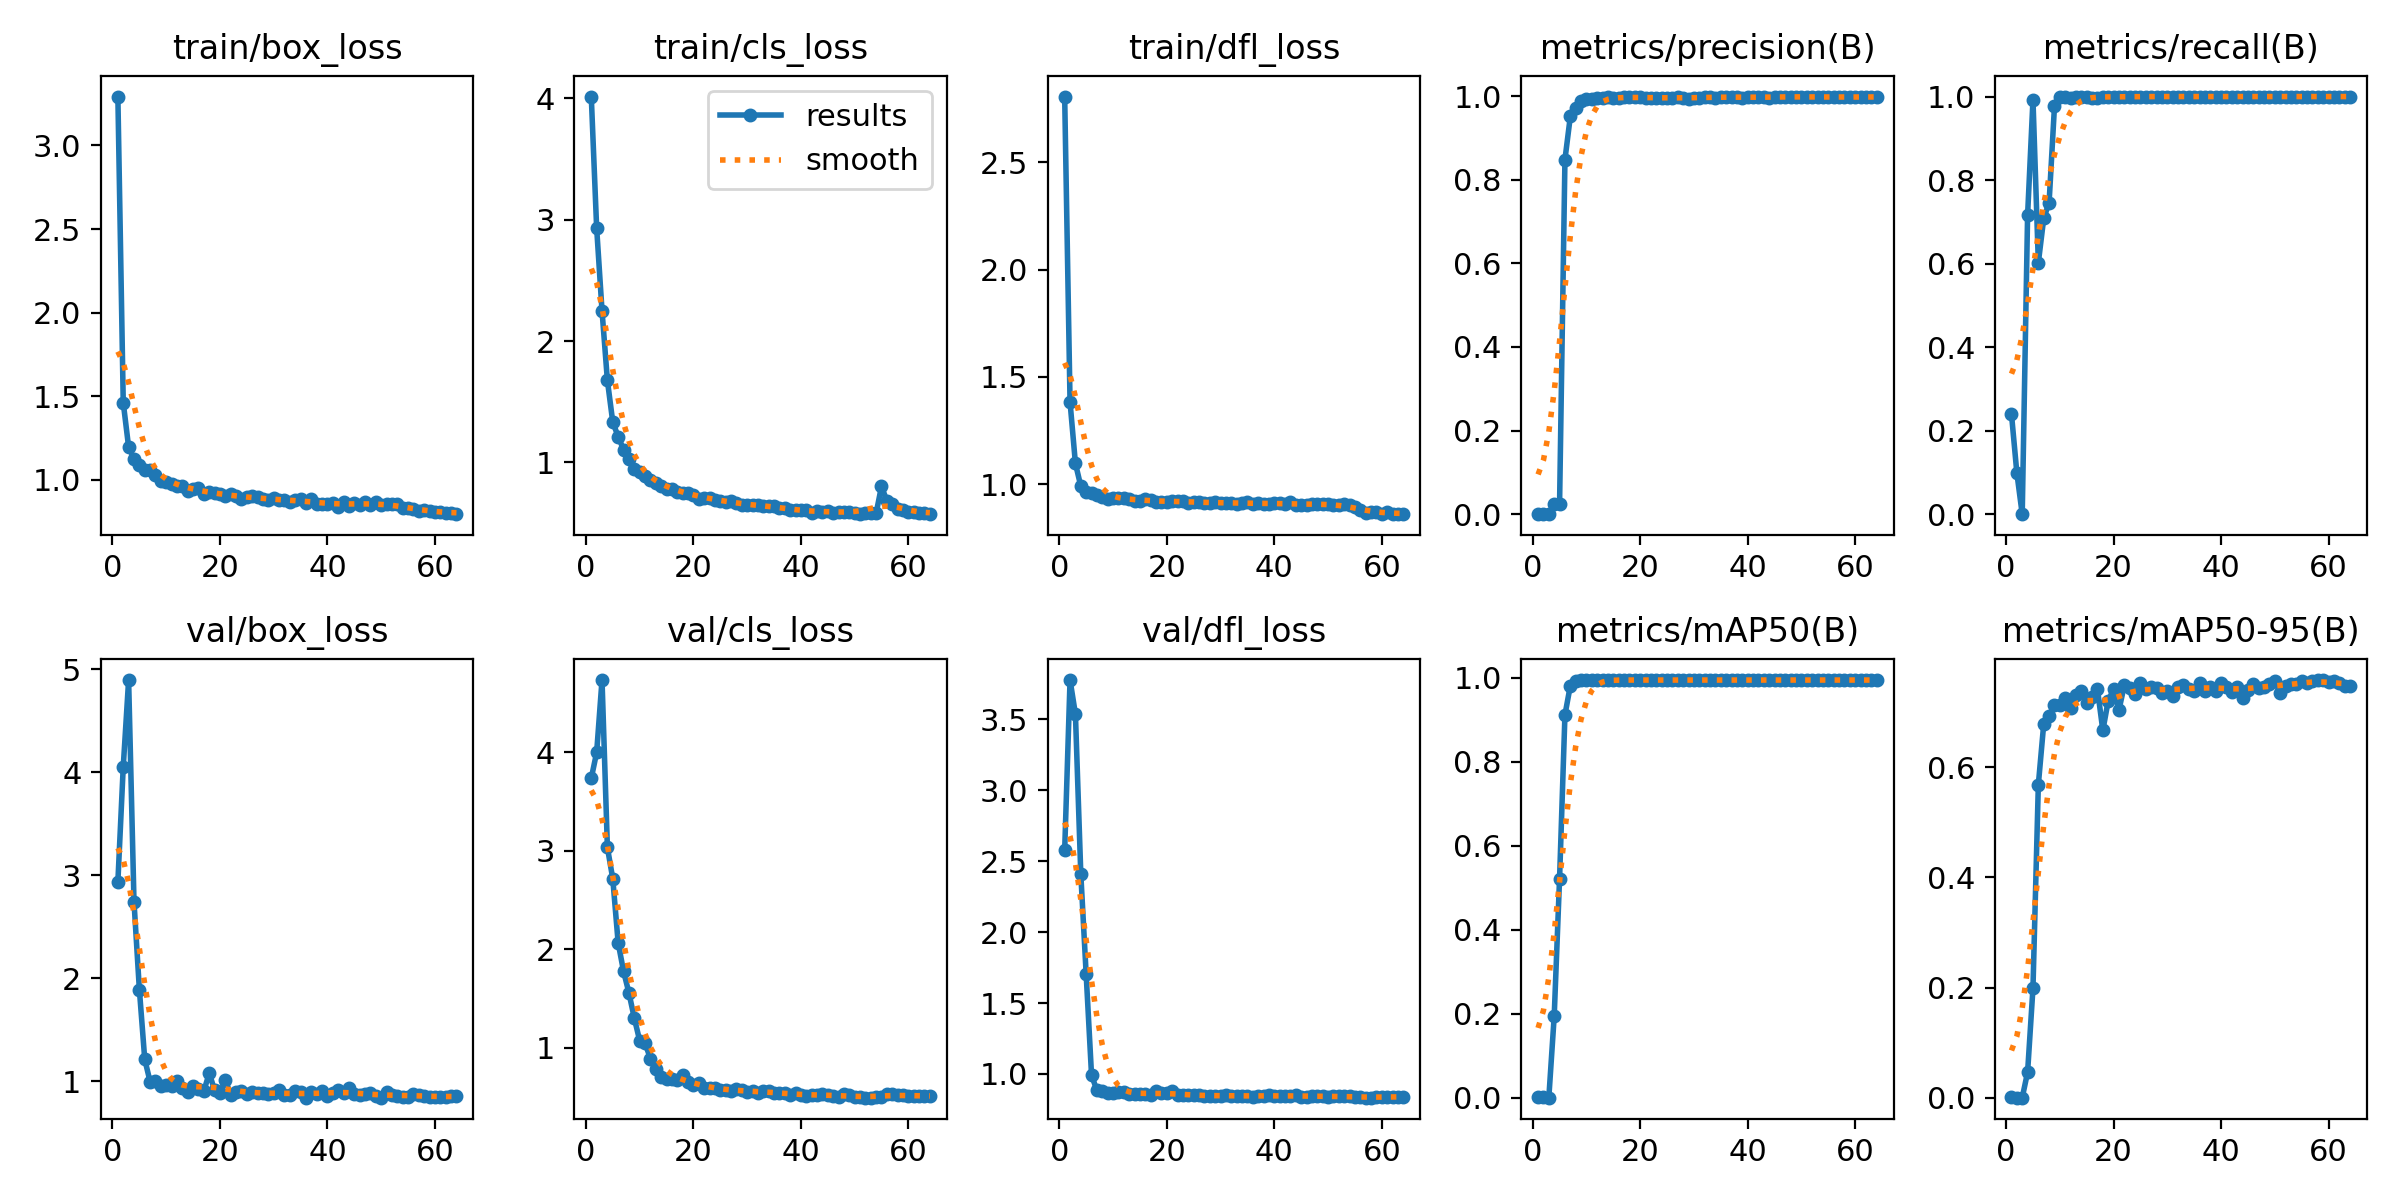 train/box_loss
3.0
2.5
2.0
1.5
1.0
0 20 40 60
train/cls_loss
results
smooth
4
3
2
1
0 20 40 60
train/dfl_loss
2.5
2.0
1.5
1.0
0 20 40 60
metrics/precision(B)
1.0
0.8
0.6
0.4
0.2
0.0
0 20 40 60
metrics/recall(B)
1.0
0.8
0.6
0.4
0.2
0.0
0 20 40 60
val/box_loss
5
4
3
2
1
0 20 40 60
val/cls_loss
4
3
2
1
0 20 40 60
val/dfl_loss
3.5
3.0
2.5
2.0
1.5
1.0
0 20 40 60
metrics/mAP50(B)
1.0
0.8
0.6
0.4
0.2
0.0
0 20 40 60
metrics/mAP50-95(B)
0.6
0.4
0.2
0.0
0 20 40 60